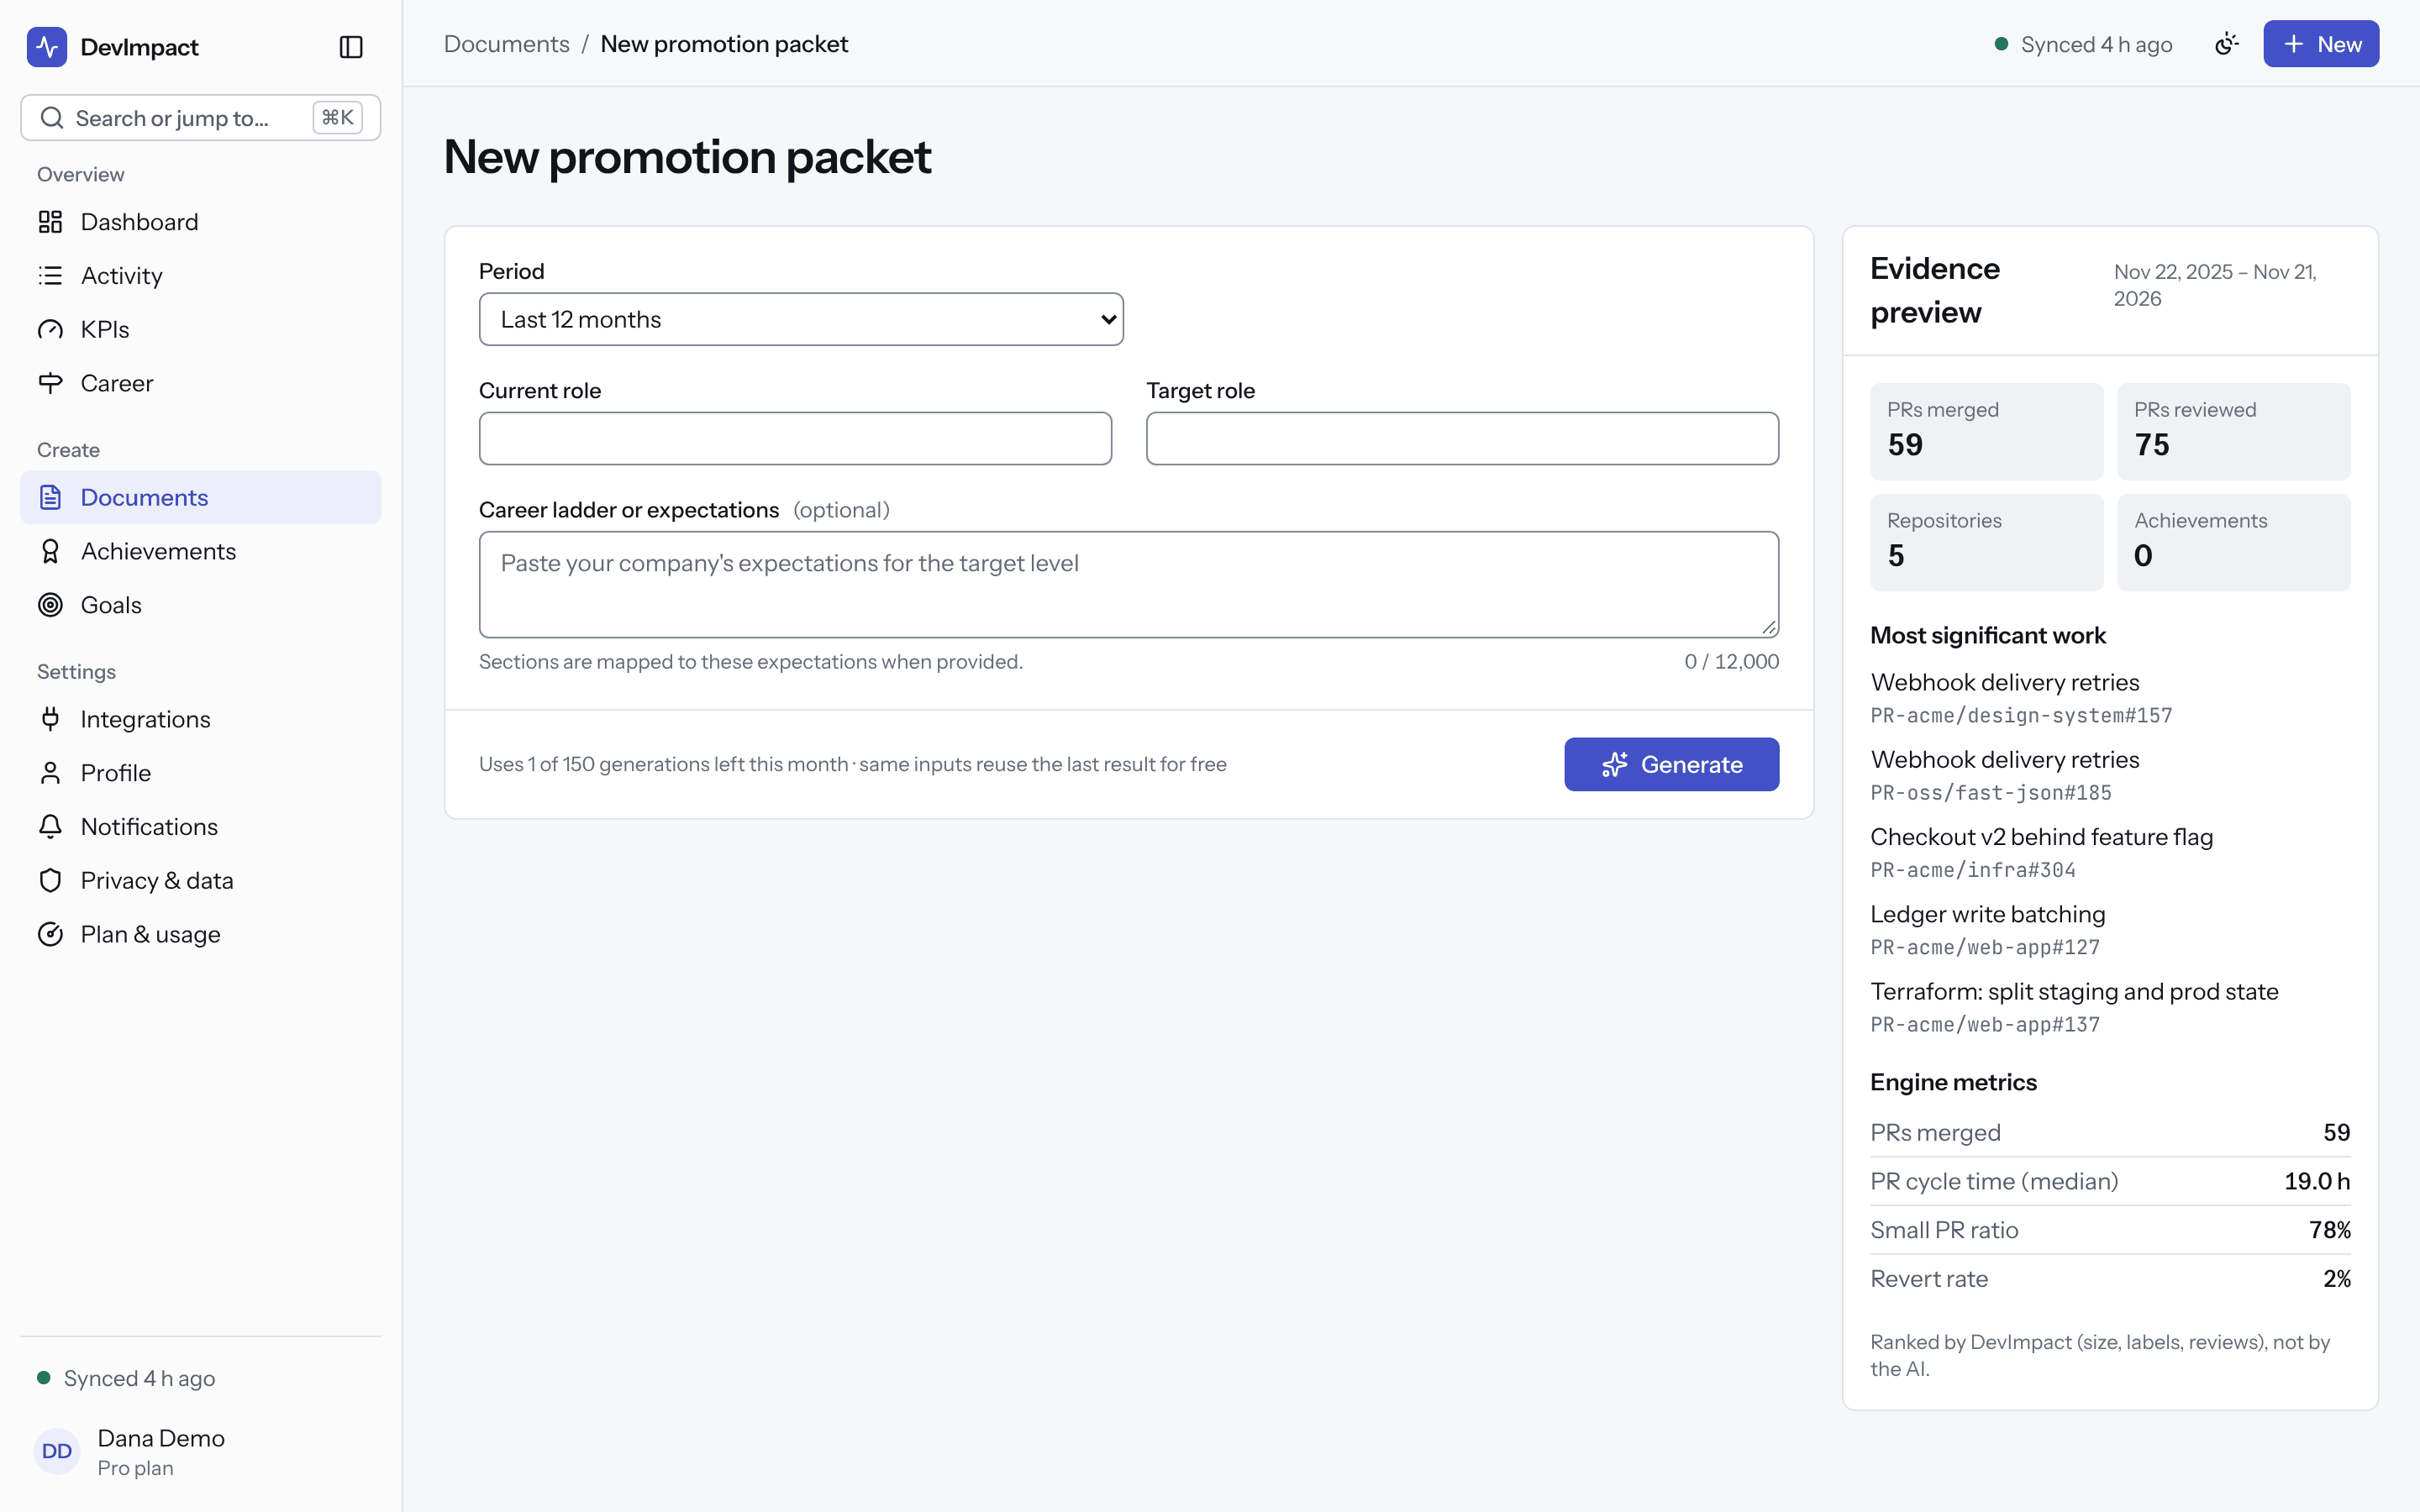 DevImpact
Search or jump to...
⌘K
Overview
Dashboard
Activity
KPIs
Career
Create
Documents
Achievements
Goals
Settings
Integrations
Profile
Notifications
Privacy & data
Plan & usage
Synced 4 h ago
DD
Dana Demo
Pro plan
Documents / New promotion packet
Synced 4 h ago
New
New promotion packet
Period
Last 12 months
Current role
Target role
Career ladder or expectations (optional)
Paste your company's expectations for the target level
Sections are mapped to these expectations when provided.
0 / 12,000
Uses 1 of 150 generations left this month · same inputs reuse the last result for free
Generate
Evidence
preview
Nov 22, 2025 – Nov 21,
2026
PRs merged
59
PRs reviewed
75
Repositories
5
Achievements
0
Most significant work
Webhook delivery retries
PR-acme/design-system#157
Webhook delivery retries
PR-oss/fast-json#185
Checkout v2 behind feature flag
PR-acme/infra#304
Ledger write batching
PR-acme/web-app#127
Terraform: split staging and prod state
PR-acme/web-app#137
Engine metrics
PRs merged 59
PR cycle time (median) 19.0 h
Small PR ratio 78%
Revert rate 2%
Ranked by DevImpact (size, labels, reviews), not by
the AI.